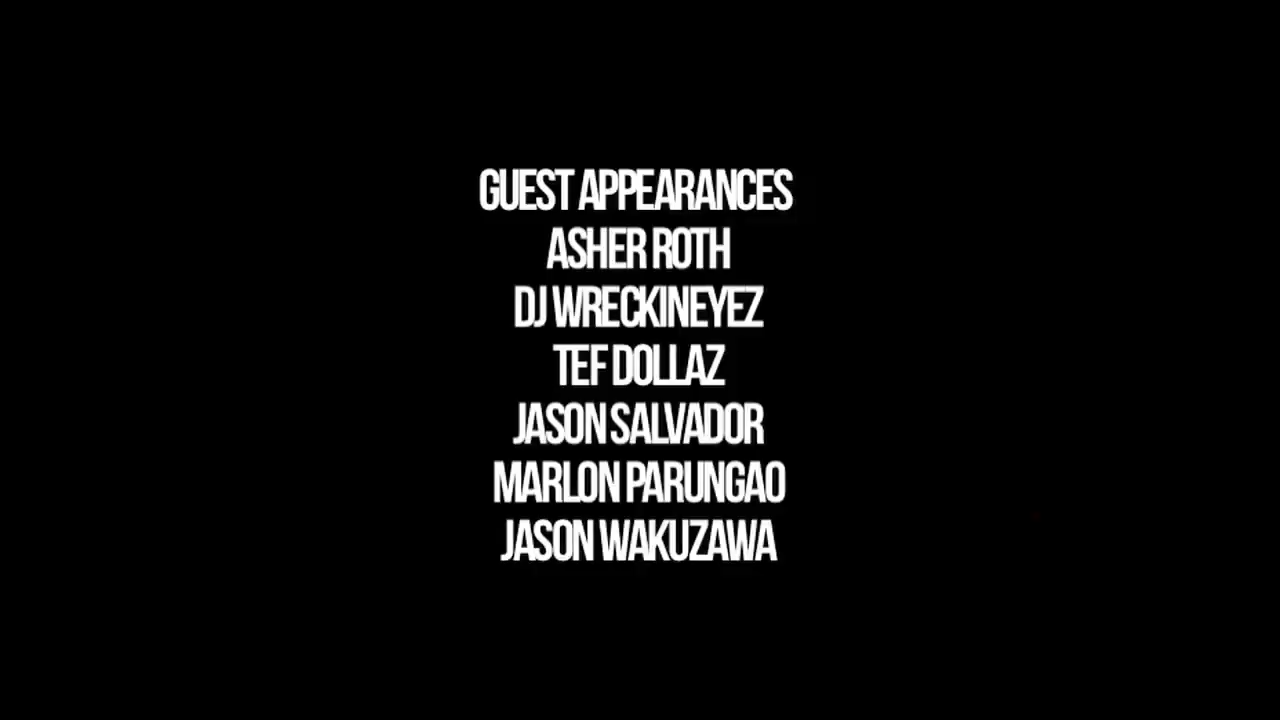 GUEST APPEARANCES
ASHER ROTH
DJ WRECKINEYEZ
TEF DOLLAZ
JASON SALVADOR
MARLON PARUNGAO
JASON WAKUZAWA